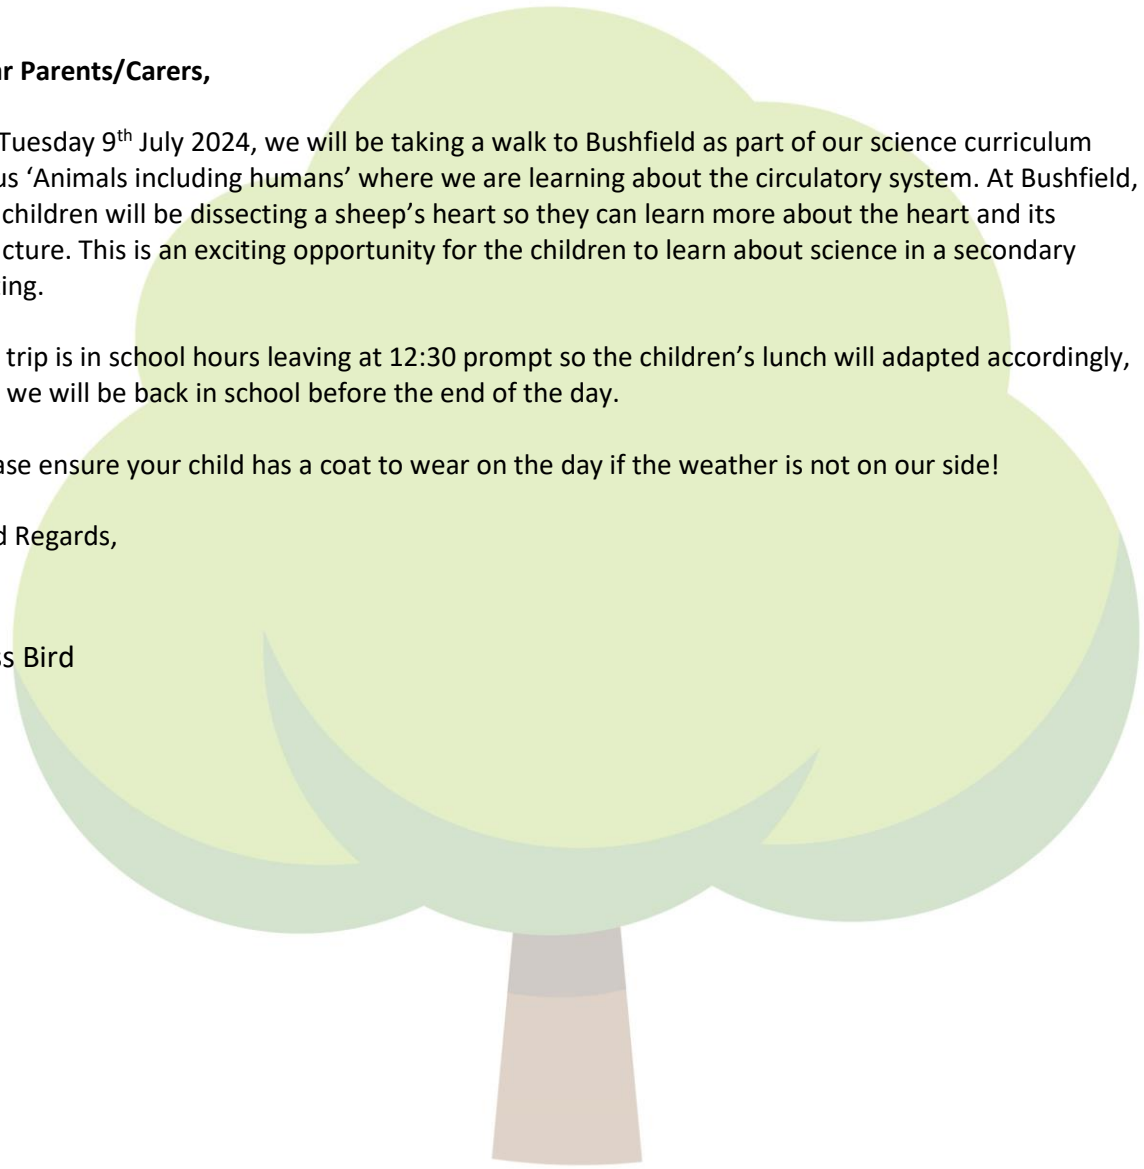 r Parents/Carers,
Tuesday 9th July 2024, we will be taking a walk to Bushfield as part of our science curriculum
us ‘Animals including humans’ where we are learning about the circulatory system. At Bushfield,
children will be dissecting a sheep’s heart so they can learn more about the heart and its
cture. This is an exciting opportunity for the children to learn about science in a secondary
ing.
trip is in school hours leaving at 12:30 prompt so the children’s lunch will adapted accordingly,
we will be back in school before the end of the day.
ase ensure your child has a coat to wear on the day if the weather is not on our side!
d Regards,
ss Bird